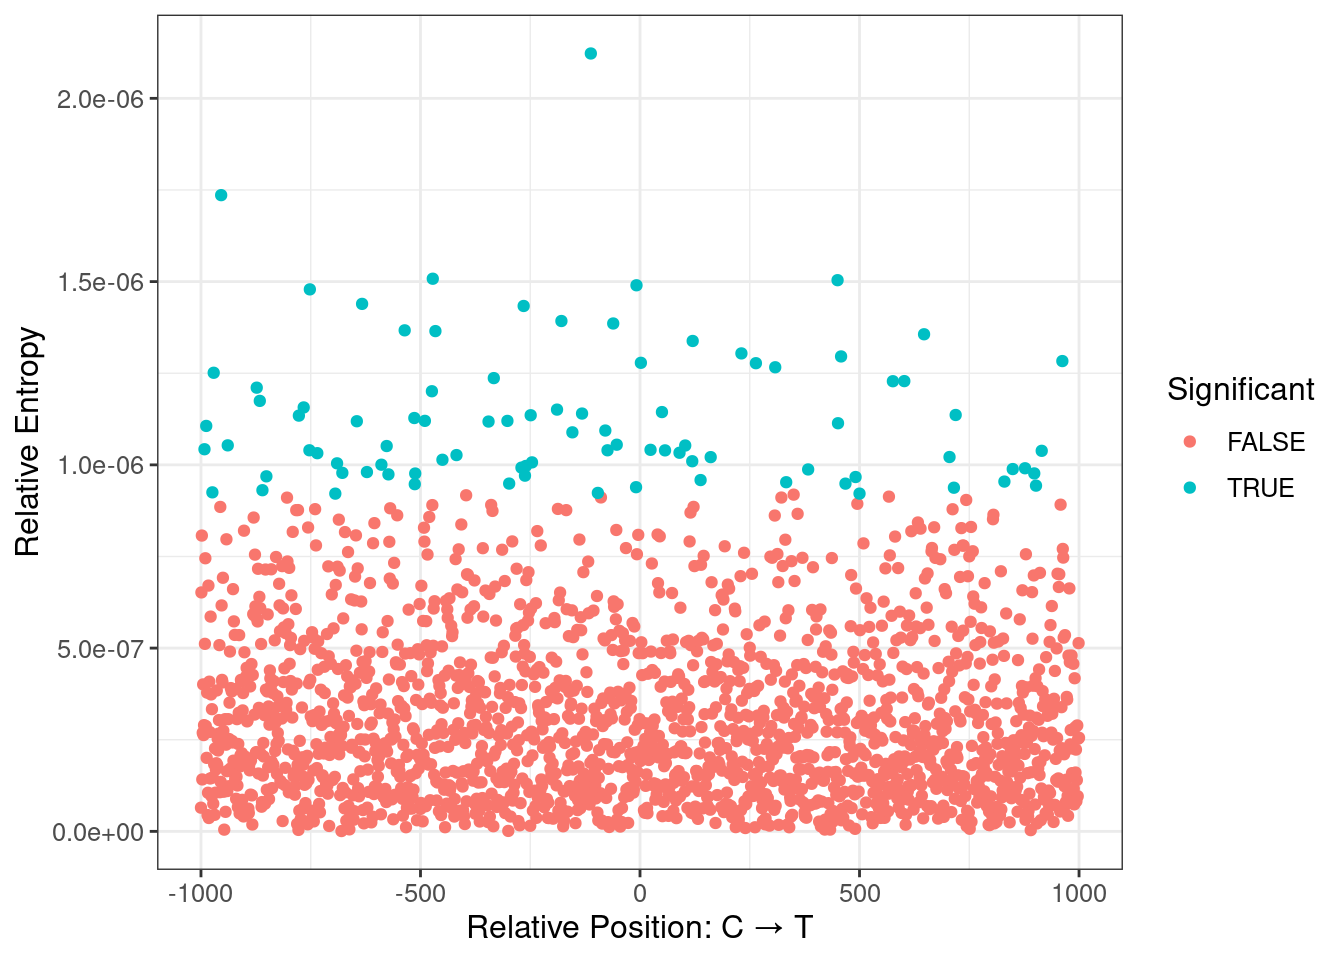 2.0e-06
1.5e-06
1.0e-06
5.0e-07
0.0e+00
Relative Entropy
-1000
-500
0
500
1000
Relative Position: C → T
Significant
FALSE
TRUE